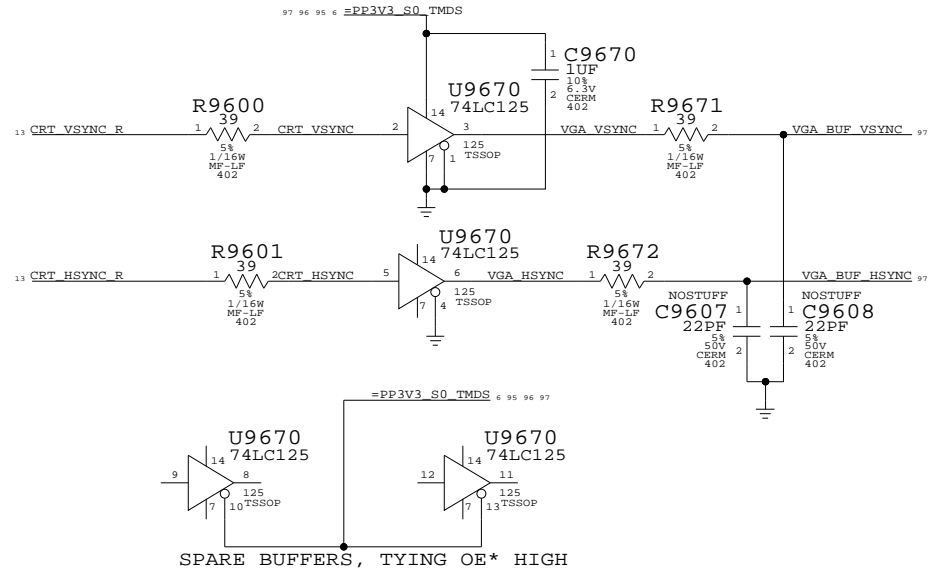 97 96 95 6 =PP3V3_S0_TMDS
C9670
1UF
10%
6.3V
CERM
402
1
2
U9670
74LC125
14
2
3
7
1
125
TSSOP
R9600
39
1
2
5%
1/16W
MF-LF
402
13 CRT_VSYNC_R
CRT_VSYNC
VGA_VSYNC
R9671
39
1
2
5%
1/16W
MF-LF
402
VGA_BUF_VSYNC 97
R9601
39
1
2
5%
1/16W
MF-LF
402
13 CRT_HSYNC_R
CRT_HSYNC
U9670
74LC125
14
5
6
7
4
125
TSSOP
VGA_HSYNC
R9672
39
1
2
5%
1/16W
MF-LF
402
VGA_BUF_HSYNC 97
NOSTUFF
C9607
22PF
5%
50V
CERM
402
1
2
NOSTUFF
C9608
22PF
5%
50V
CERM
402
1
2
=PP3V3_S0_TMDS 6 95 96 97
U9670
74LC125
14
9
8
7
10
125
TSSOP
U9670
74LC125
14
12
11
7
13
125
TSSOP
SPARE BUFFERS, TYING OE* HIGH